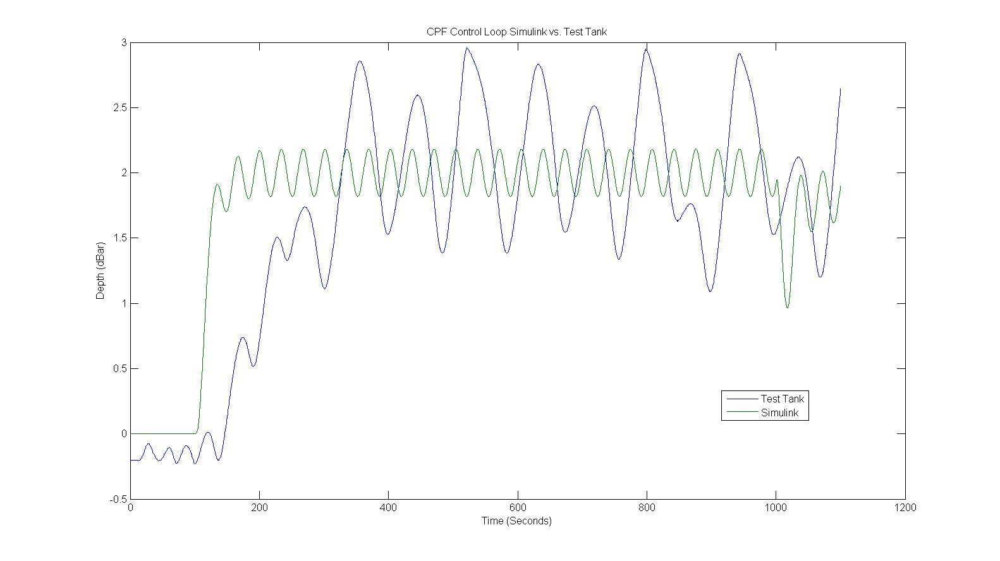 CPF Control Loop Simulink vs. Test Tank
3
2.5
2
1.5
1
0.5
0
-0.5
Depth (dBar)
Test Tank
Simulink
0 200 400 600 800 1000 1200
Time (Seconds)